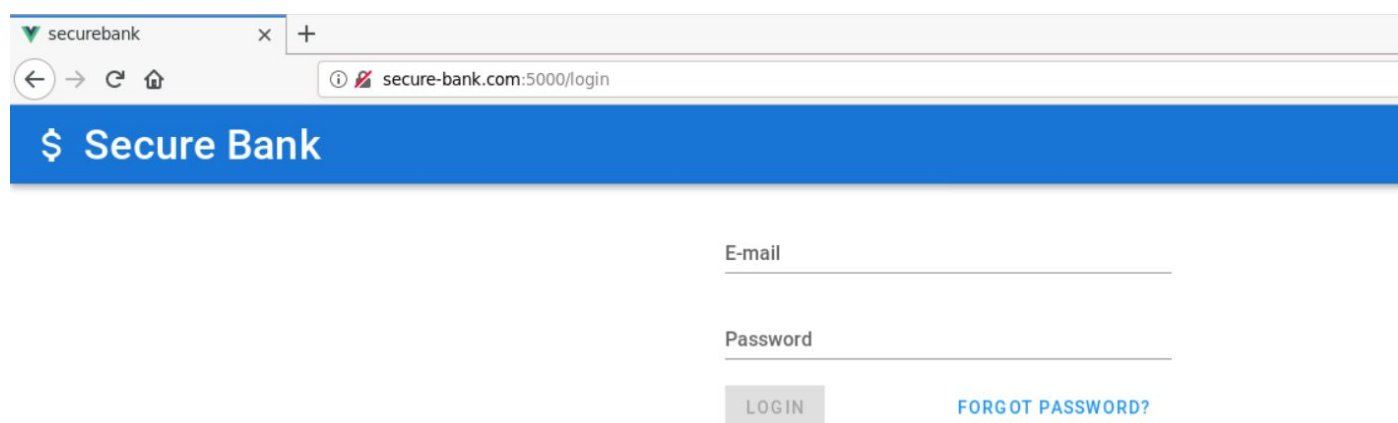 securebank
secure-bank.com:5000/login
$ Secure Bank
E-mail
Password
LOGIN FORGOT PASSWORD?